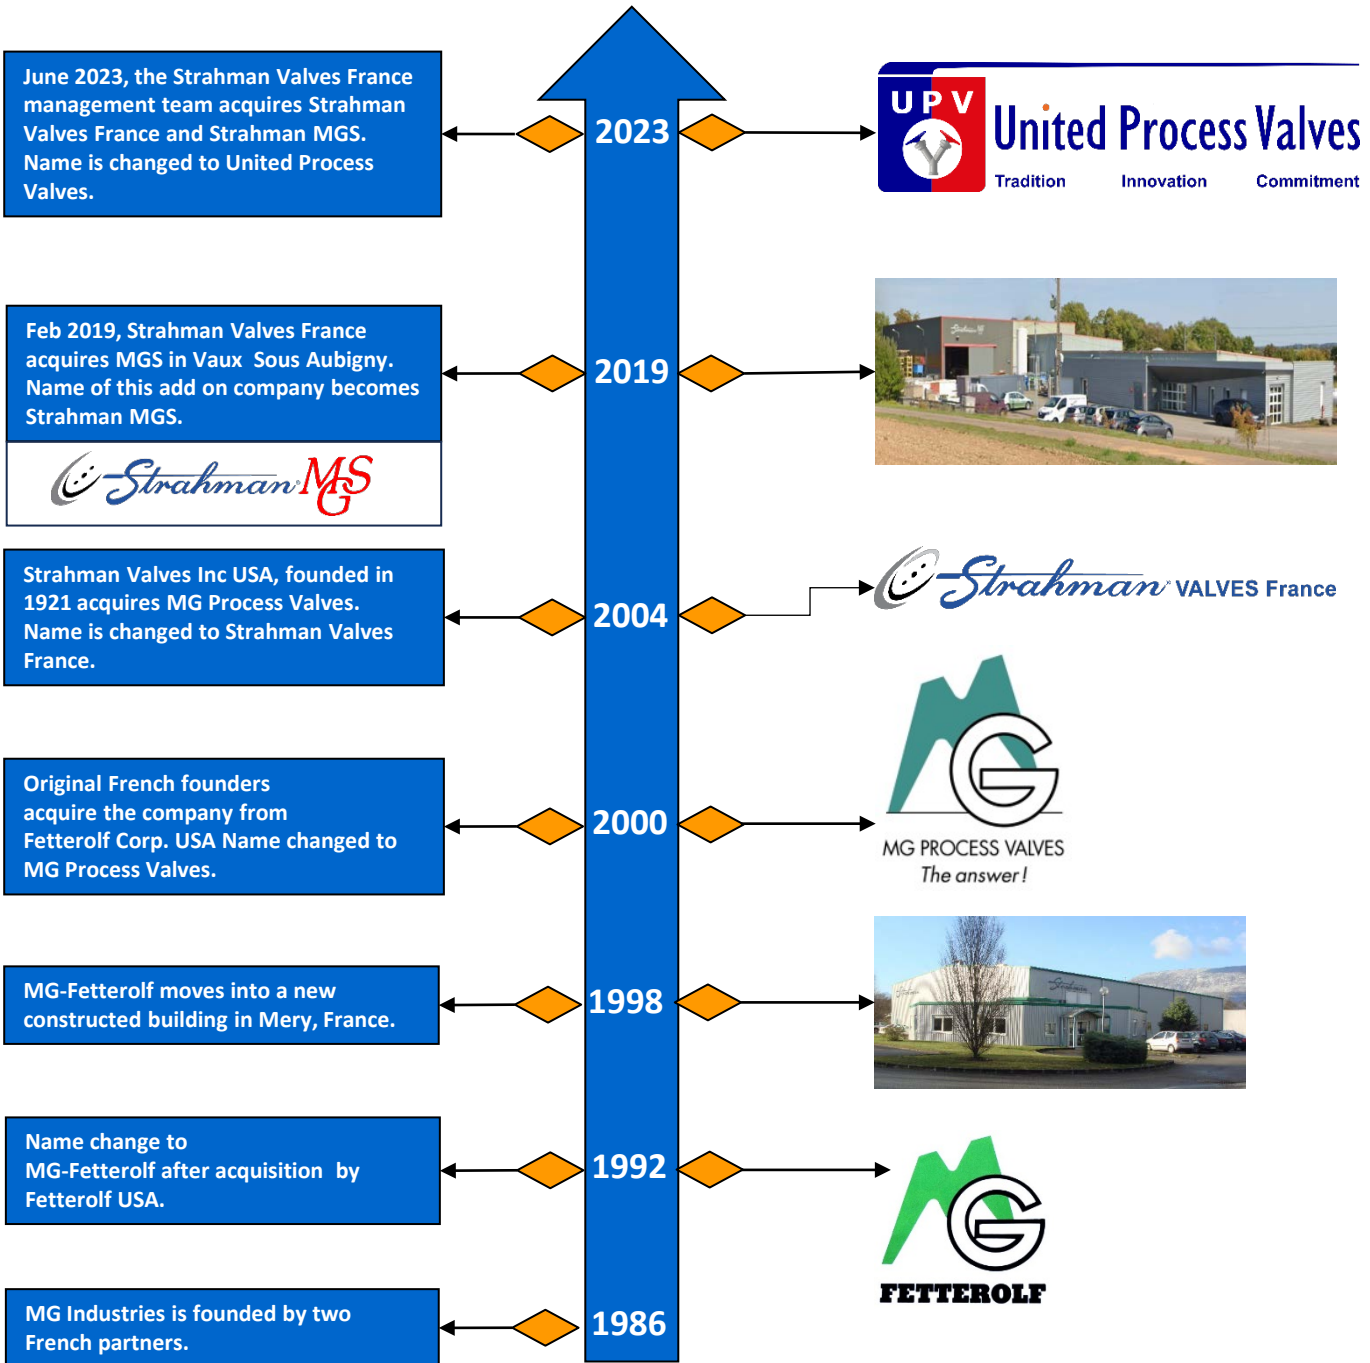 June 2023, the Strahman Valves France
management team acquires Strahman
Valves France and Strahman MGS.
Name is changed to United Process
Valves.
2023
UPV
United Process Valves
Tradition Innovation Commitment
Feb 2019, Strahman Valves France
acquires MGS in Vaux Sous Aubigny.
Name of this add on company becomes
Strahman MGS.
Strahman MGS
2019
Strahman Valves Inc USA, founded in
1921 acquires MG Process Valves.
Name is changed to Strahman Valves
France.
2004
Strahman VALVES France
Original French founders
acquire the company from
Fetterolf Corp. USA Name changed to
MG Process Valves.
2000
MG
MG PROCESS VALVES
The answer!
MG-Fetterolf moves into a new
constructed building in Mery, France.
1998
Strahman
Name change to
MG-Fetterolf after acquisition by
Fetterolf USA.
1992
MG
FETTEROLF
MG Industries is founded by two
French partners.
1986